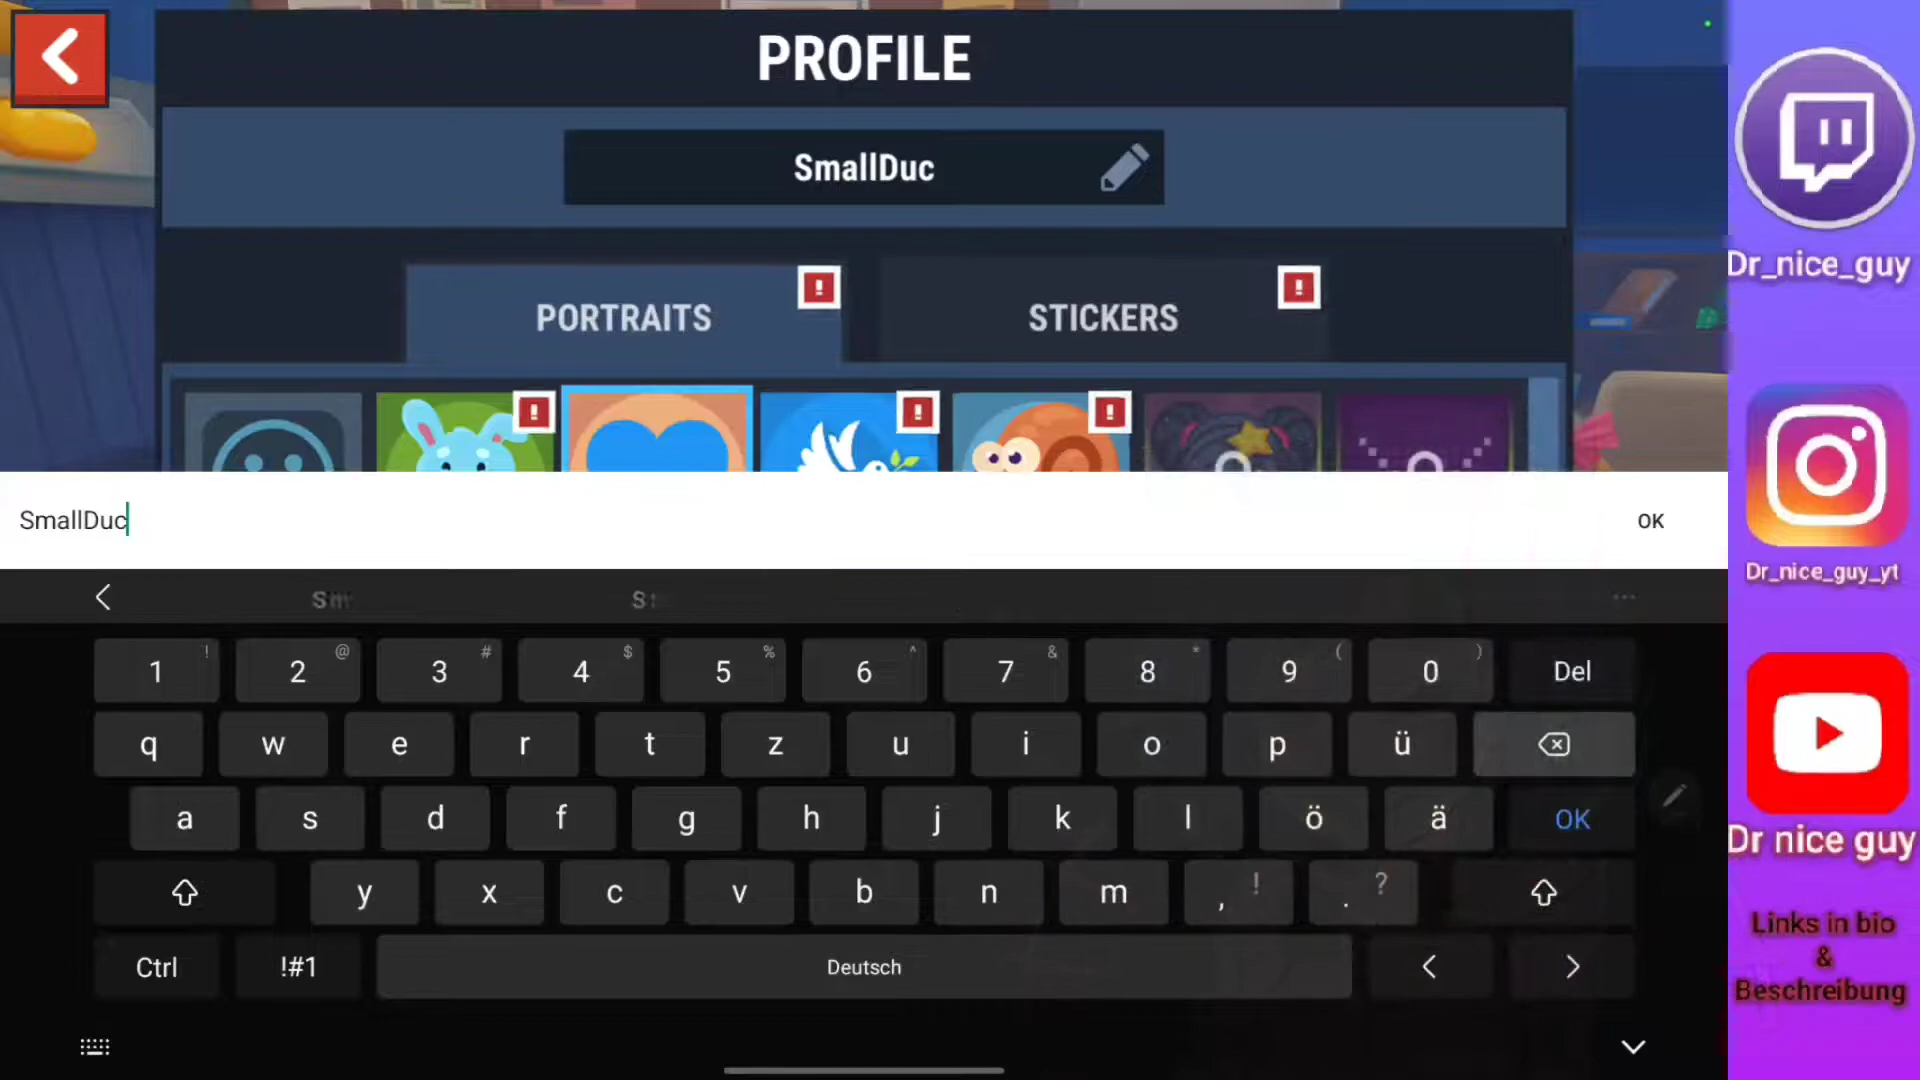 PROFILE
SmallDuc
PORTRAITS
STICKERS
SmallDuc
OK
1 ! 2 @ 3 # 4 $ 5 % 6 ^ 7 & 8 * 9 ( 0 ) Del
q w e r t z u i o p ü
a s d f g h j k l ö ä OK
y x c v b n m , ! . ?
Ctrl !#1 Deutsch < >
Dr_nice_guy
Dr_nice_guy_yt
Dr nice guy
Links in bio
&
Beschreibung